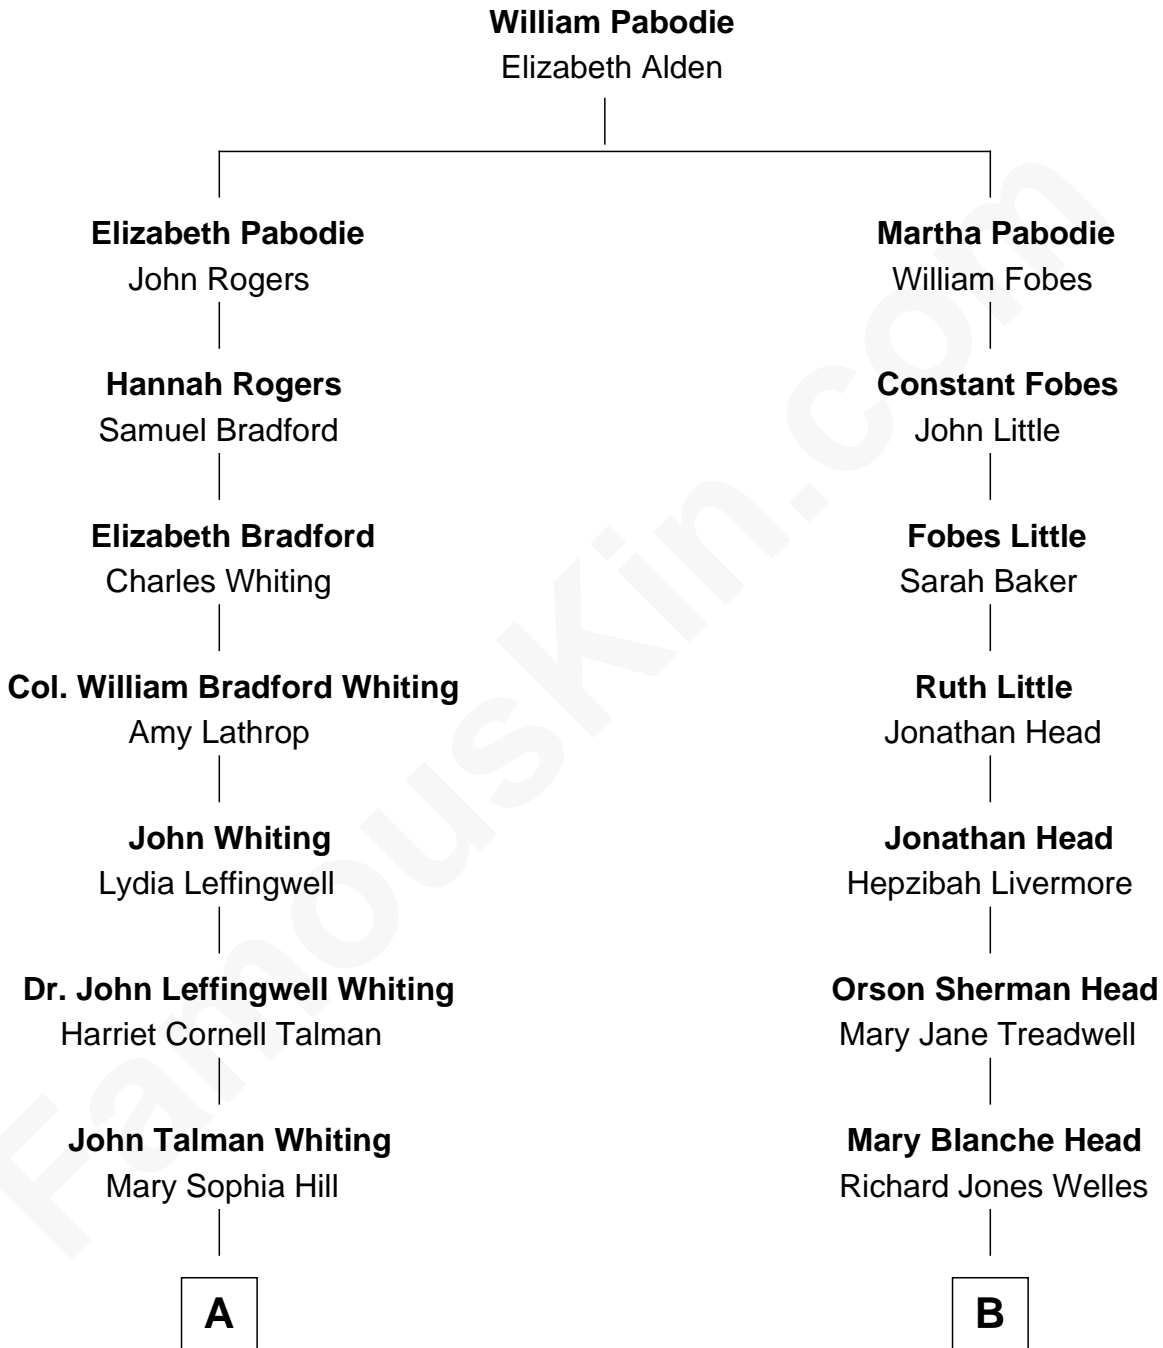 William Pabodie
Elizabeth Alden
Elizabeth Pabodie
John Rogers
Hannah Rogers
Samuel Bradford
Elizabeth Bradford
Charles Whiting
Col. William Bradford Whiting
Amy Lathrop
John Whiting
Lydia Leffingwell
Dr. John Leffingwell Whiting
Harriet Cornell Talman
John Talman Whiting
Mary Sophia Hill
A
Martha Pabodie
William Fobes
Constant Fobes
John Little
Fobes Little
Sarah Baker
Ruth Little
Jonathan Head
Jonathan Head
Hepzibah Livermore
Orson Sherman Head
Mary Jane Treadwell
Mary Blanche Head
Richard Jones Welles
B
FamousKin.com